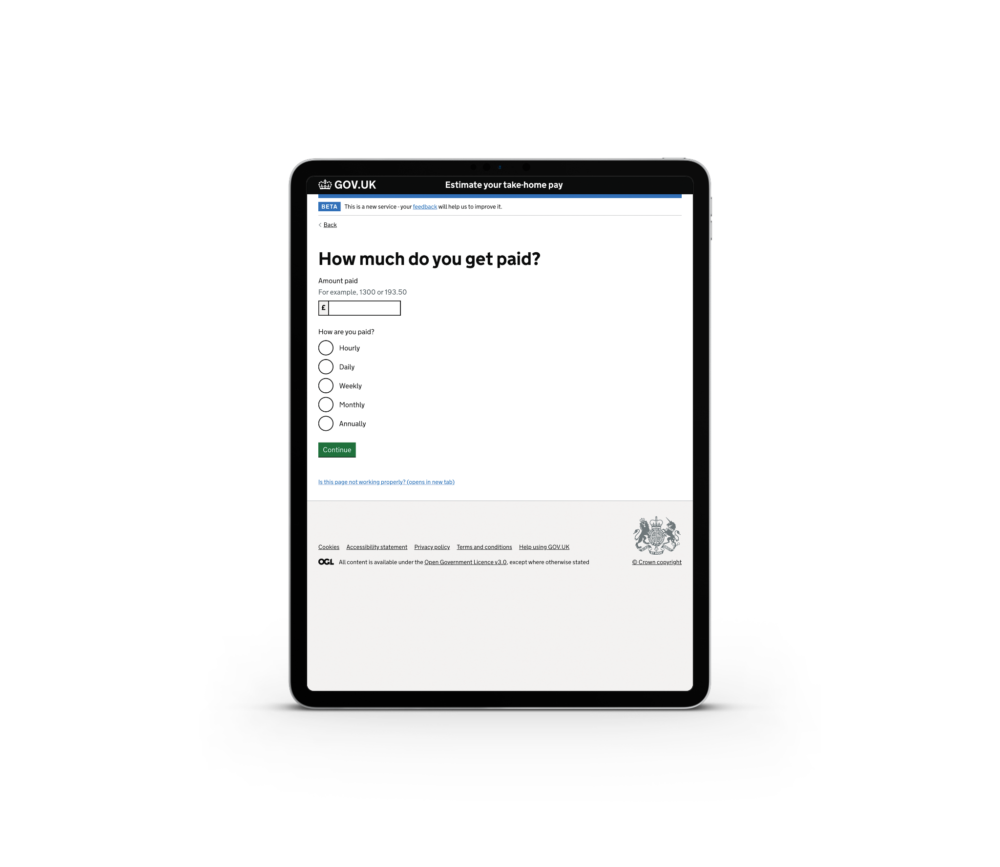 GOV.UK Estimate your take-home pay
BETA This is a new service - your feedback will help us to improve it.
Back
How much do you get paid?
Amount paid
For example, 1300 or 193.50
£
How are you paid?
Hourly
Daily
Weekly
Monthly
Annually
Continue
Is this page not working properly? (opens in new tab)
Cookies Accessibility statement Privacy policy Terms and conditions Help using GOV.UK
OGL All content is available under the Open Government Licence v3.0, except where otherwise stated
© Crown copyright